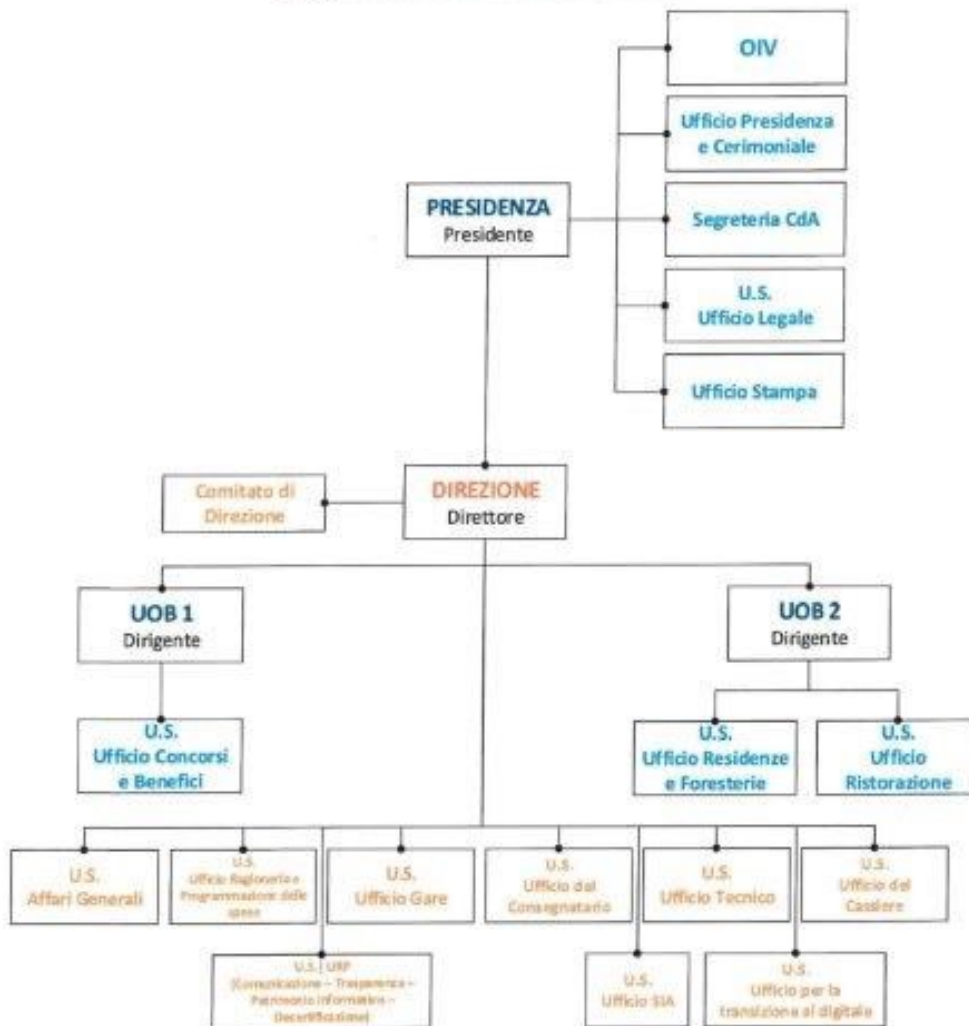 OIV
Ufficio Presidenza
e Cerimoniale
PRESIDENZA
Presidente
Segreteria CdA
U.S.
Ufficio Legale
Ufficio Stampa
Comitato di
Direzione
DIREZIONE
Direttore
UOB 1
Dirigente
UOB 2
Dirigente
U.S.
Ufficio Concorsi
e Benefici
U.S.
Ufficio Residenze
e Foresterie
U.S.
Ufficio
Ristorazione
U.S.
Affari Generali
U.S.
Ufficio Ragioneria e
Programmazione delle
spese
U.S.
Ufficio Gare
U.S.
Ufficio del
Consegnatario
U.S.
Ufficio Tecnico
U.S.
Ufficio del
Cassiere
U.S. URP
(Comunicazione – Trasparenza –
Patrimonio informativo –
Decertificazione)
U.S.
Ufficio SIA
U.S.
Ufficio per la
transizione al digitale